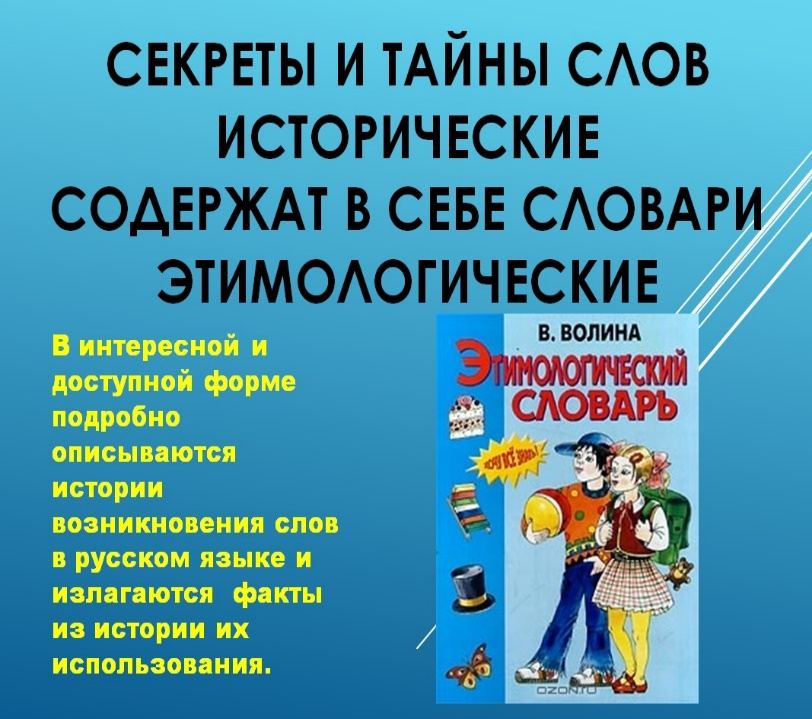 СЕКРЕТЫ И ТАЙНЫ СЛОВ
ИСТОРИЧЕСКИЕ
СОДЕРЖАТ В СЕБЕ СЛОВАРИ
ЭТИМОЛОГИЧЕСКИЕ
В интересной и
доступной форме
подробно
описываются
истории
возникновения слов
в русском языке и
излагаются факты
из истории их
использования.
В. ВОЛИНА
ЭТИМОЛОГИЧЕСКИЙ
СЛОВАРЬ
ХОЧУ ВСЁ ЗНАТЬ!
OZON.RU